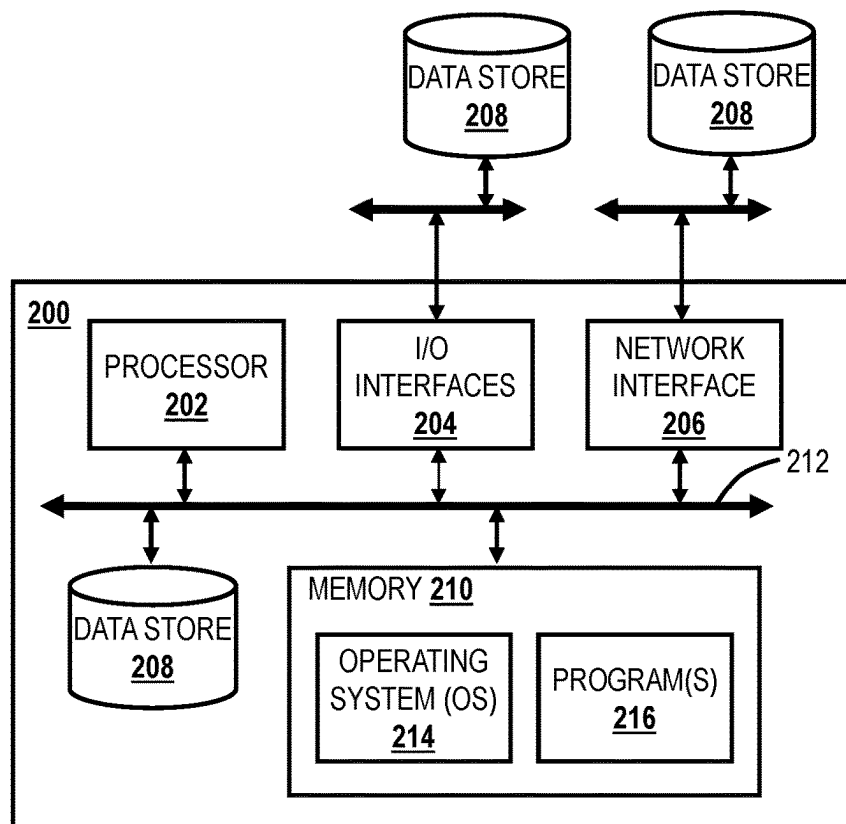 DATA STORE
208
DATA STORE
208
200
PROCESSOR
202
I/O
INTERFACES
204
NETWORK
INTERFACE
206
212
DATA STORE
208
MEMORY 210
OPERATING
SYSTEM (OS)
214
PROGRAM(S)
216